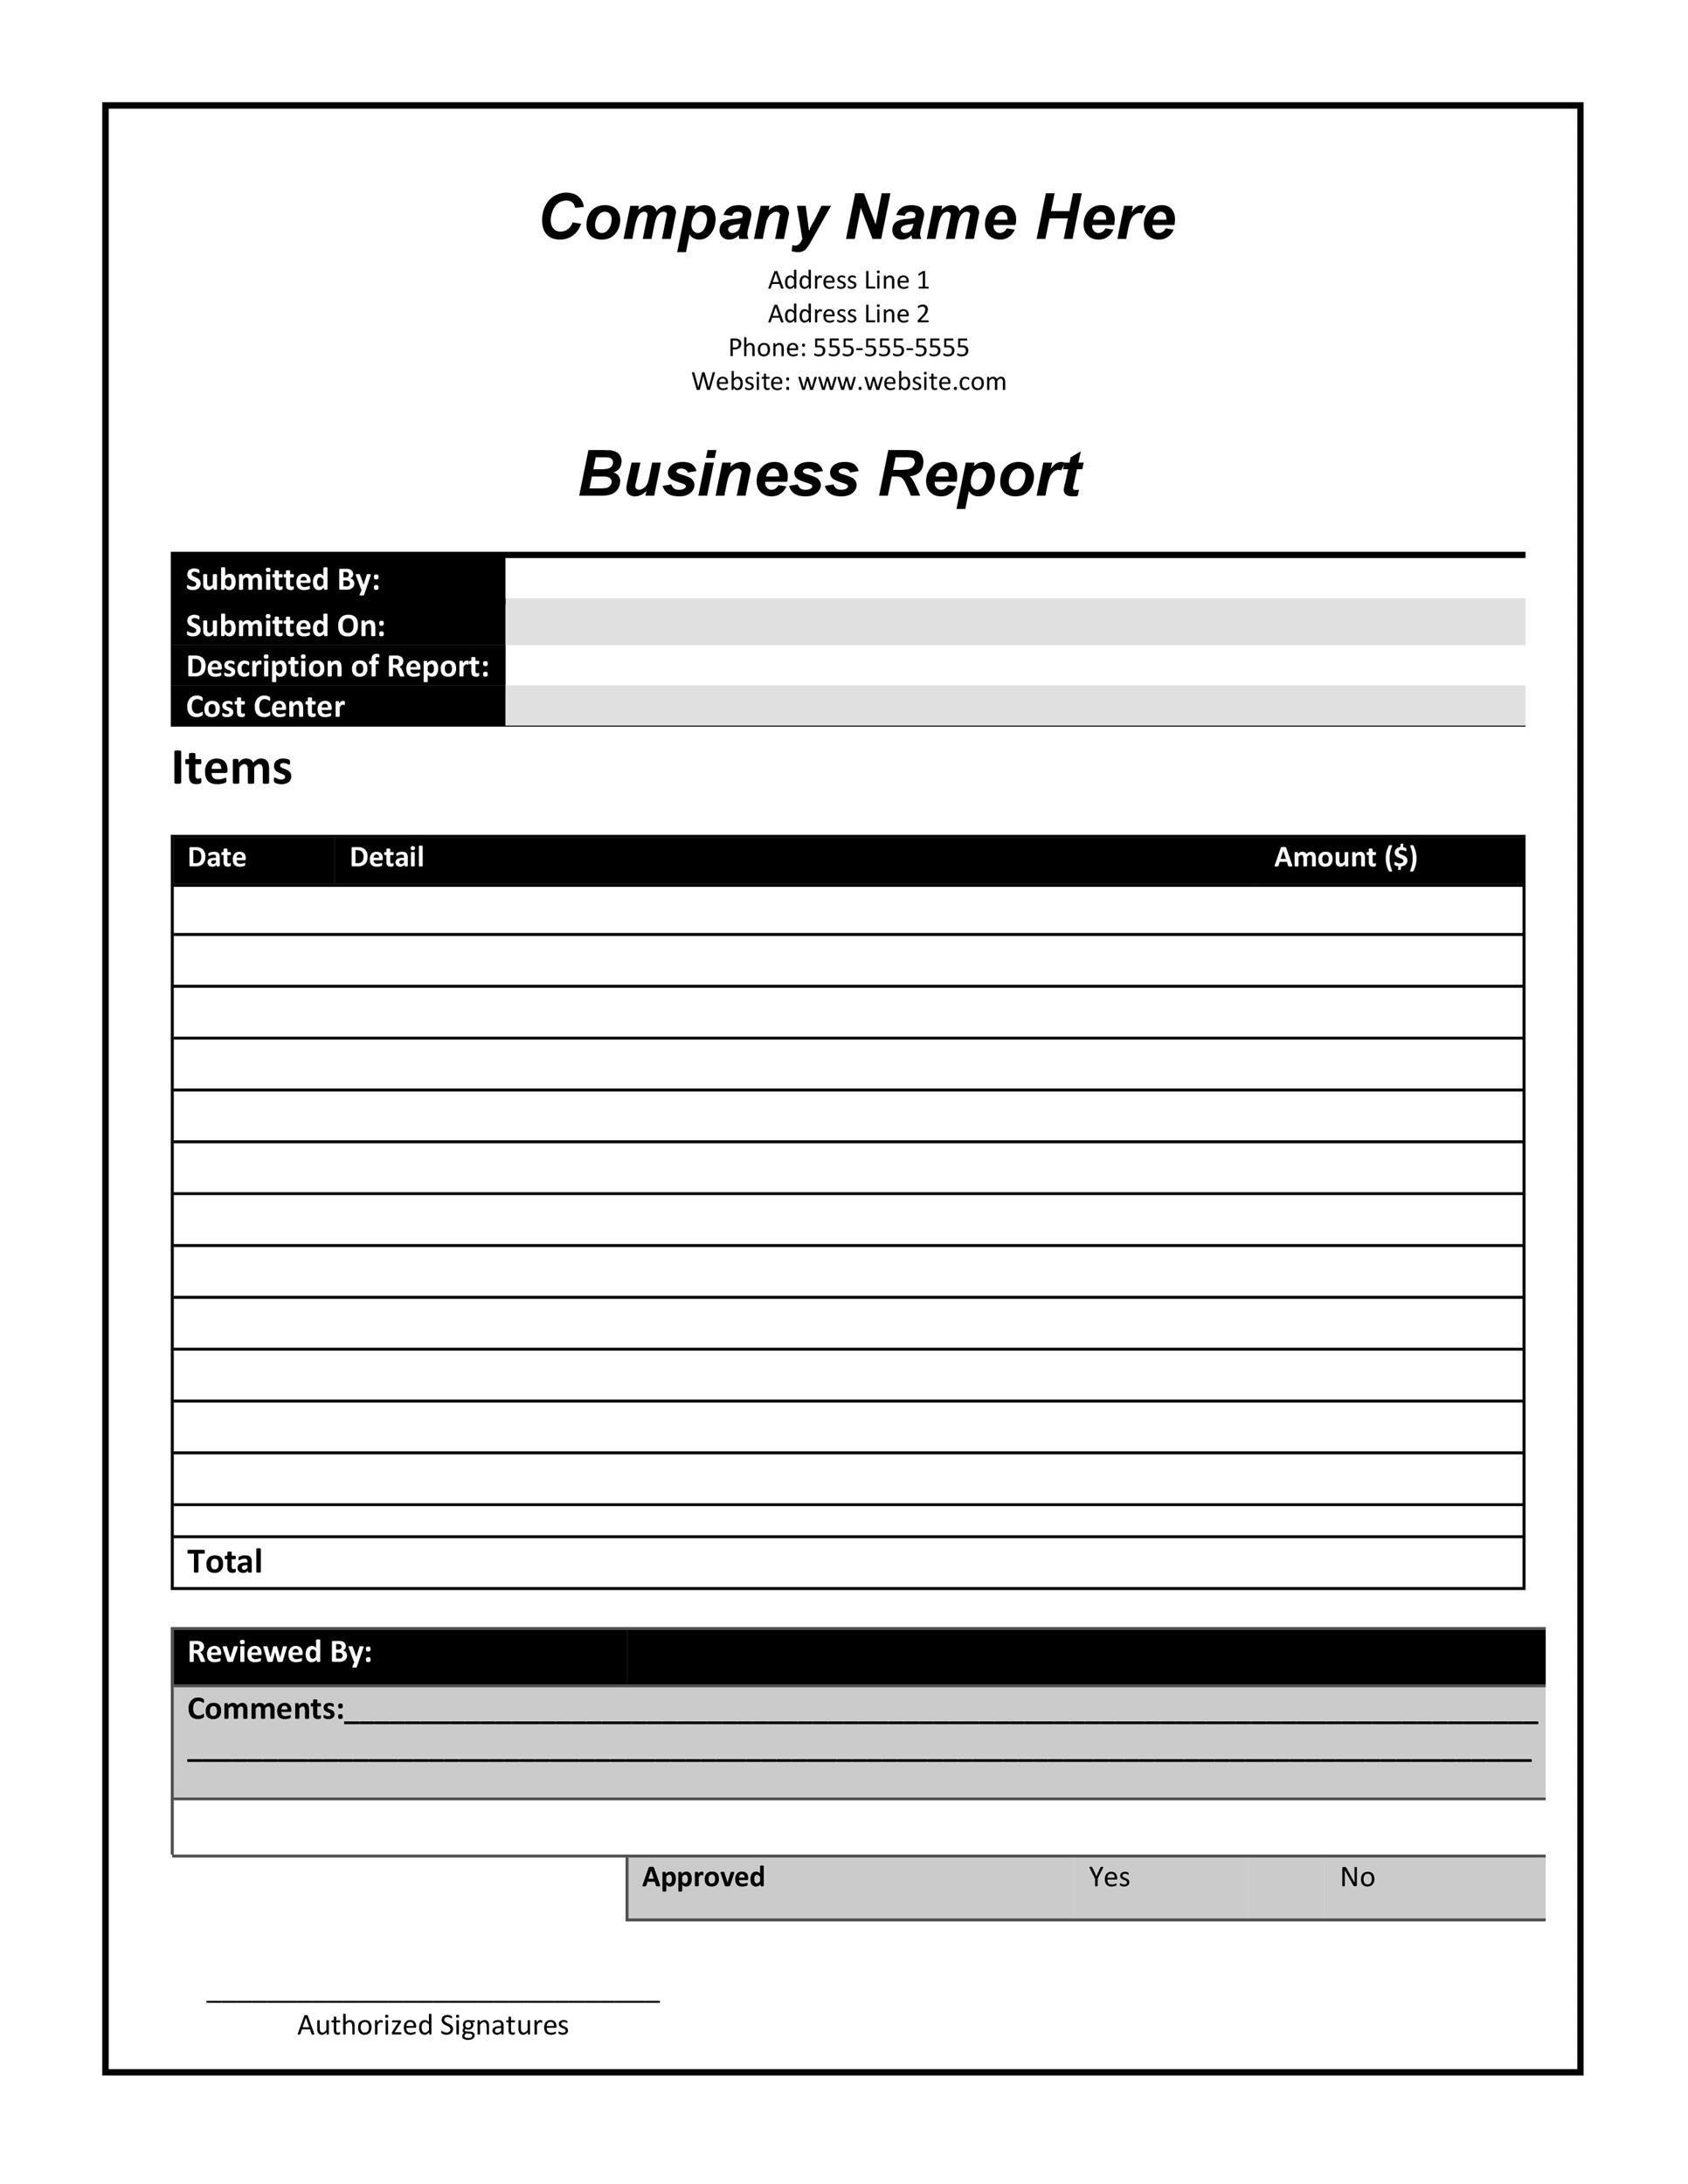 Company Name Here
Address Line 1
Address Line 2
Phone: 555-555-5555
Website: www.website.com
Business Report
Submitted By:
Submitted On:
Description of Report:
Cost Center
Items
Date Detail Amount ($)
Total
Reviewed By:
Comments:
Approved Yes No
Authorized Signatures